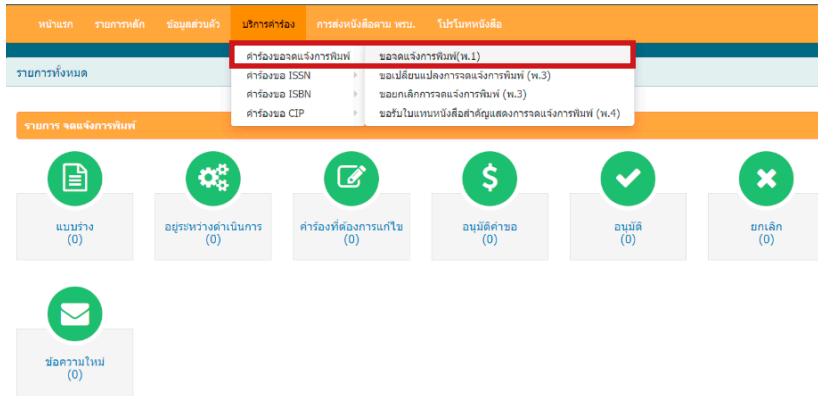 หน้าแรก รายการหลัก ข้อมูลส่วนตัว บริการคำร้อง การส่งหนังสือตาม พรบ. โปรโมทหนังสือ
คำร้องขอจดแจ้งการพิมพ์ ขอจดแจ้งการพิมพ์(พ.1)
รายการทั้งหมด
คำร้องขอ ISSN ขอเปลี่ยนแปลงการจดแจ้งการพิมพ์ (พ.3)
คำร้องขอ ISBN ขอยกเลิกการจดแจ้งการพิมพ์ (พ.3)
คำร้องขอ CIP ขอรับใบแทนหนังสือสำคัญแสดงการจดแจ้งการพิมพ์ (พ.4)
รายการ จดแจ้งการพิมพ์
แบบร่าง อยู่ระหว่างดำเนินการ คำร้องที่ต้องการแก้ไข อนุมัติคำขอ อนุมัติ ยกเลิก
(0) (0) (0) (0) (0) (0)
ข้อความใหม่
(0)